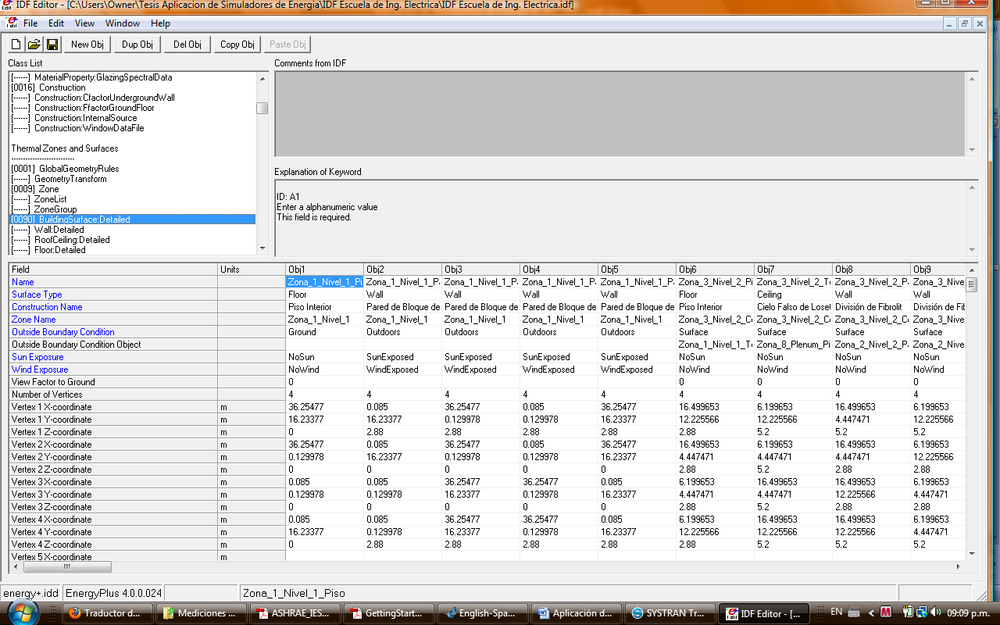 IDF Editor - [C:\Users\Owner\Tesis Aplicacion de Simuladores de Energia\IDF Escuela de Ing. Electrica\IDF Escuela de Ing. Electrica.idf]
File Edit View Window Help
New Obj Dup Obj Del Obj Copy Obj Paste Obj
Class List
[------] MaterialProperty:GlazingSpectralData
[0016] Construction
[------] Construction:CfactorUndergroundWall
[------] Construction:FfactorGroundFloor
[------] Construction:InternalSource
[------] Construction:WindowDataFile
Thermal Zones and Surfaces
--------------------------
[0001] GlobalGeometryRules
[------] GeometryTransform
[0009] Zone
[------] ZoneList
[------] ZoneGroup
[0090] BuildingSurface:Detailed
[------] Wall:Detailed
[------] RoofCeiling:Detailed
[------] Floor:Detailed
Comments from IDF
Explanation of Keyword
ID: A1
Enter a alphanumeric value
This field is required.
Field Units Obj1 Obj2 Obj3 Obj4 Obj5 Obj6 Obj7 Obj8 Obj9
Name Zona_1_Nivel_1_Pi Zona_1_Nivel_1_P Zona_1_Nivel_1_P Zona_1_Nivel_1_P Zona_1_Nivel_1_P Zona_3_Nivel_2_Pi Zona_3_Nivel_2_T Zona_3_Nivel_2_P Zona_3_Nive
Surface Type Floor Wall Wall Wall Wall Floor Ceiling Wall Wall
Construction Name Piso Interior Pared de Bloque de Pared de Bloque de Pared de Bloque de Pared de Bloque de Piso Interior Cielo Falso de Loset División de Fibrolit División de Fib
Zone Name Zona_1_Nivel_1 Zona_1_Nivel_1 Zona_1_Nivel_1 Zona_1_Nivel_1 Zona_1_Nivel_1 Zona_3_Nivel_2_C Zona_3_Nivel_2_C Zona_3_Nivel_2_C Zona_3_Nive
Outside Boundary Condition Ground Outdoors Outdoors Outdoors Outdoors Surface Surface Surface Surface
Outside Boundary Condition Object Zona_1_Nivel_1_T Zona_8_Plenum_Pi Zona_2_Nivel_2_P Zona_2_Nive
Sun Exposure NoSun SunExposed SunExposed SunExposed SunExposed NoSun NoSun NoSun NoSun
Wind Exposure NoWind WindExposed WindExposed WindExposed WindExposed NoWind NoWind NoWind NoWind
View Factor to Ground 0 0 0 0 0
Number of Vertices 4 4 4 4 4 4 4 4 4
Vertex 1 X-coordinate m 36.25477 0.085 36.25477 0.085 36.25477 16.499653 6.199653 16.499653 6.199653
Vertex 1 Y-coordinate m 16.23377 16.23377 0.129978 0.129978 16.23377 12.225566 12.225566 4.447471 12.225566
Vertex 1 Z-coordinate m 0 2.88 2.88 2.88 2.88 2.88 5.2 5.2 5.2
Vertex 2 X-coordinate m 36.25477 0.085 36.25477 0.085 36.25477 16.499653 6.199653 16.499653 6.199653
Vertex 2 Y-coordinate m 0.129978 16.23377 0.129978 0.129978 16.23377 4.447471 4.447471 4.447471 12.225566
Vertex 2 Z-coordinate m 0 0 0 0 0 2.88 5.2 2.88 2.88
Vertex 3 X-coordinate m 0.085 0.085 36.25477 36.25477 0.085 6.199653 16.499653 16.499653 6.199653
Vertex 3 Y-coordinate m 0.129978 0.129978 16.23377 0.129978 16.23377 4.447471 4.447471 12.225566 4.447471
Vertex 3 Z-coordinate m 0 0 0 0 0 2.88 5.2 2.88 2.88
Vertex 4 X-coordinate m 0.085 0.085 36.25477 36.25477 0.085 6.199653 16.499653 16.499653 6.199653
Vertex 4 Y-coordinate m 16.23377 0.129978 16.23377 0.129978 16.23377 12.225566 12.225566 12.225566 4.447471
Vertex 4 Z-coordinate m 0 2.88 2.88 2.88 2.88 2.88 5.2 5.2 5.2
Vertex 5 X-coordinate m
energy+.idd EnergyPlus 4.0.0.024 Zona_1_Nivel_1_Piso
Traductor d... Mediciones ... ASHRAE_IES... GettingStart... English-Spa... Aplicación d... SYSTRAN Tr... IDF Editor - [... EN 09:09 p.m.